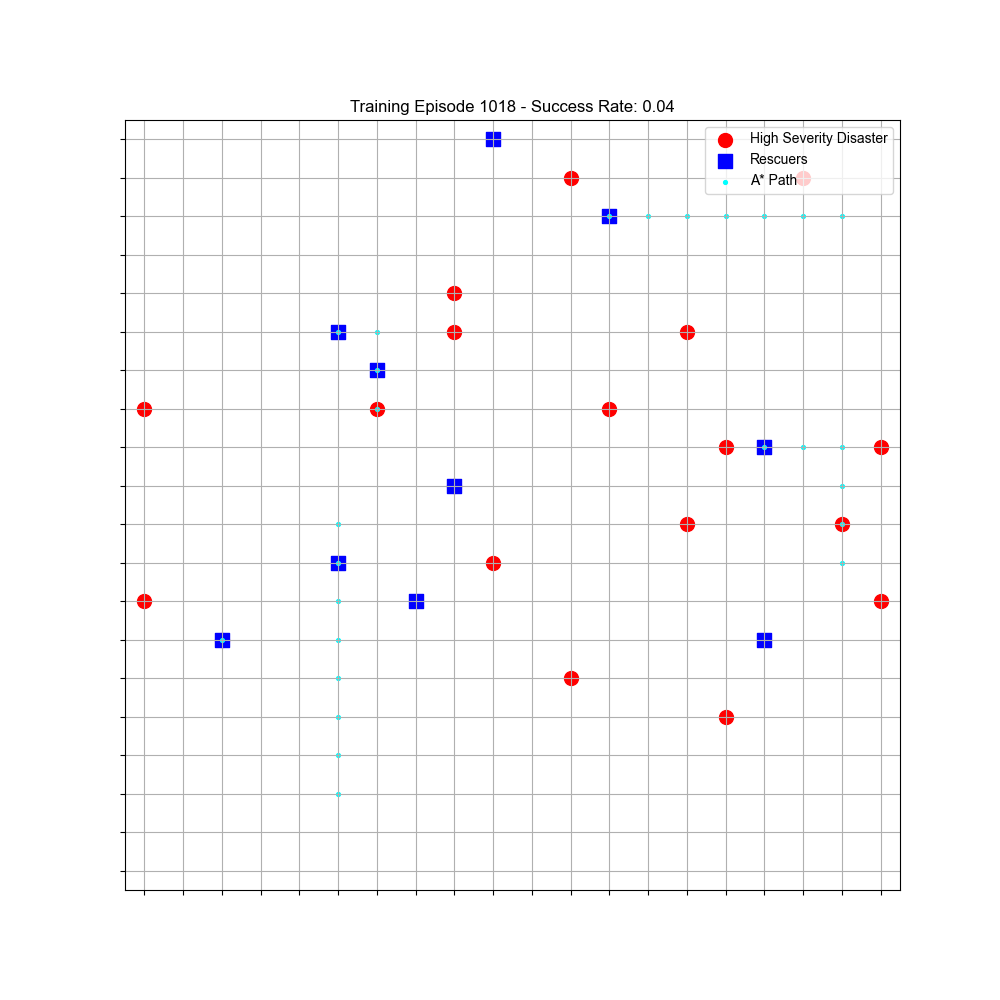 Training Episode 1018 - Success Rate: 0.04
High Severity Disaster
Rescuers
A* Path